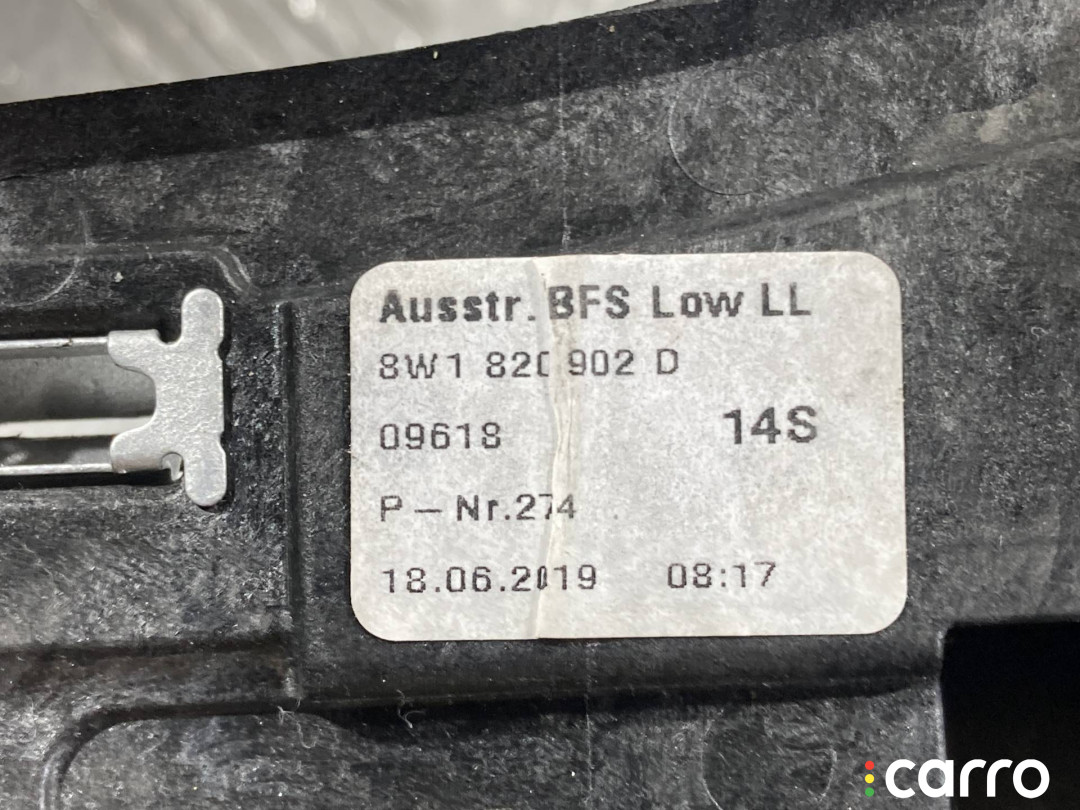 Ausstr. BFS Low LL
8W1 820 902 D
09618 14S
P – Nr.274
18.06.2019 08:17
carro